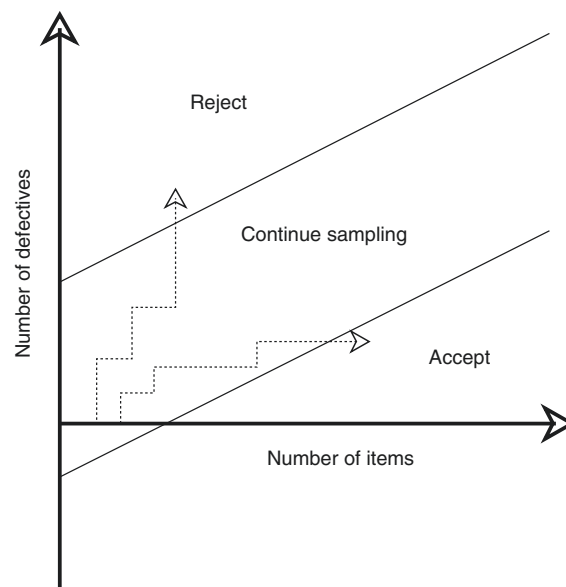 Reject
Number of defectives
Continue sampling
Accept
Number of items